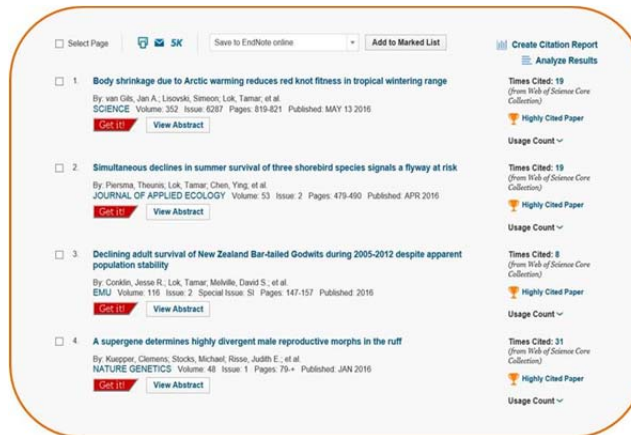 Select Page 5K Save to EndNote online Add to Marked List
Create Citation Report
Analyze Results
1. Body shrinkage due to Arctic warming reduces red knot fitness in tropical wintering range
By: van Gils, Jan A.; Lisovski, Simeon; Lok, Tamar; et al.
SCIENCE Volume: 352 Issue: 6287 Pages: 819-821 Published: MAY 13 2016
Get it! View Abstract
Times Cited: 19
(from Web of Science Core
Collection)
Highly Cited Paper
Usage Count
2. Simultaneous declines in summer survival of three shorebird species signals a flyway at risk
By: Piersma, Theunis; Lok, Tamar; Chen, Ying; et al.
JOURNAL OF APPLIED ECOLOGY Volume: 53 Issue: 2 Pages: 479-490 Published: APR 2016
Get it! View Abstract
Times Cited: 19
(from Web of Science Core
Collection)
Highly Cited Paper
Usage Count
3. Declining adult survival of New Zealand Bar-tailed Godwits during 2005-2012 despite apparent
population stability
By: Conklin, Jesse R.; Lok, Tamar; Melville, David S.; et al.
EMU Volume: 116 Issue: 2 Special Issue: SI Pages: 147-157 Published: 2016
Get it! View Abstract
Times Cited: 8
(from Web of Science Core
Collection)
Highly Cited Paper
Usage Count
4. A supergene determines highly divergent male reproductive morphs in the ruff
By: Kuepper, Clemens; Stocks, Michael; Risse, Judith E.; et al.
NATURE GENETICS Volume: 48 Issue: 1 Pages: 79-+ Published: JAN 2016
Get it! View Abstract
Times Cited: 31
(from Web of Science Core
Collection)
Highly Cited Paper
Usage Count